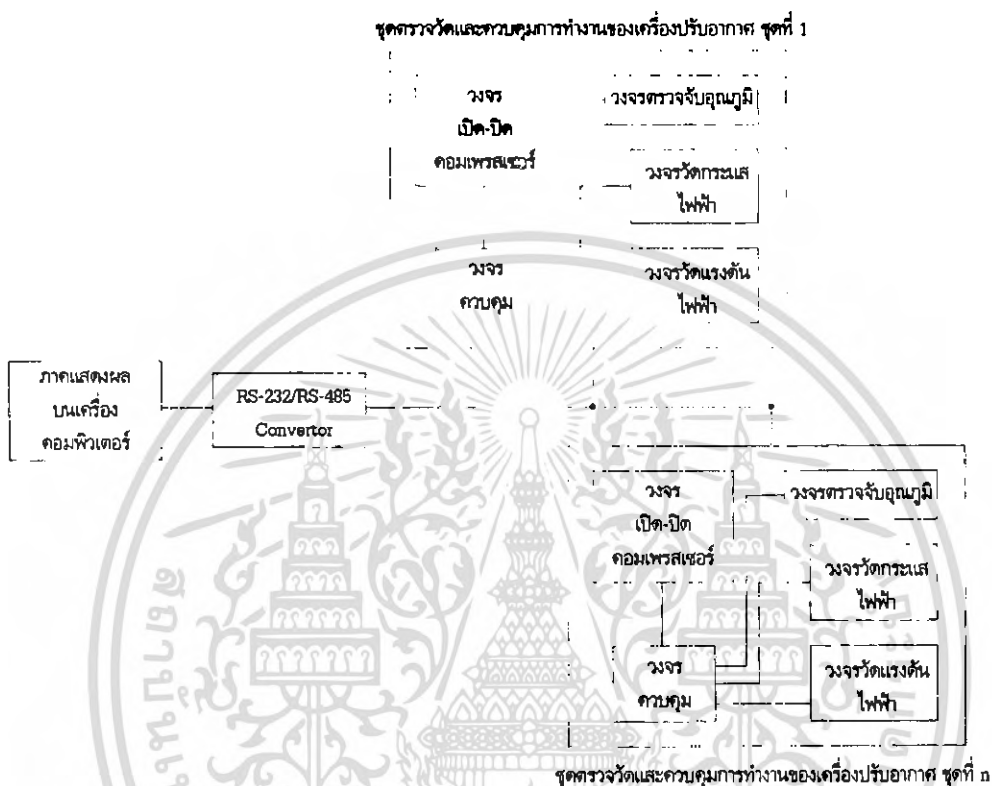 ชุดตรวจวัดและควบคุมการทำงานของเครื่องปรับอากาศ ชุดที่ 1
วงจร
เปิด-ปิด
คอมเพรสเซอร์
วงจรตรวจจับอุณภูมิ
วงจรวัดกระแส
ไฟฟ้า
วงจร
ควบคุม
วงจรวัดแรงดัน
ไฟฟ้า
ภาคแสดงผล
บนเครื่อง
คอมพิวเตอร์
RS-232/RS-485
Convertor
วงจร
เปิด-ปิด
คอมเพรสเซอร์
วงจรตรวจจับอุณภูมิ
วงจรวัดกระแส
ไฟฟ้า
วงจร
ควบคุม
วงจรวัดแรงดัน
ไฟฟ้า
ชุดตรวจวัดและควบคุมการทำงานของเครื่องปรับอากาศ ชุดที่ n